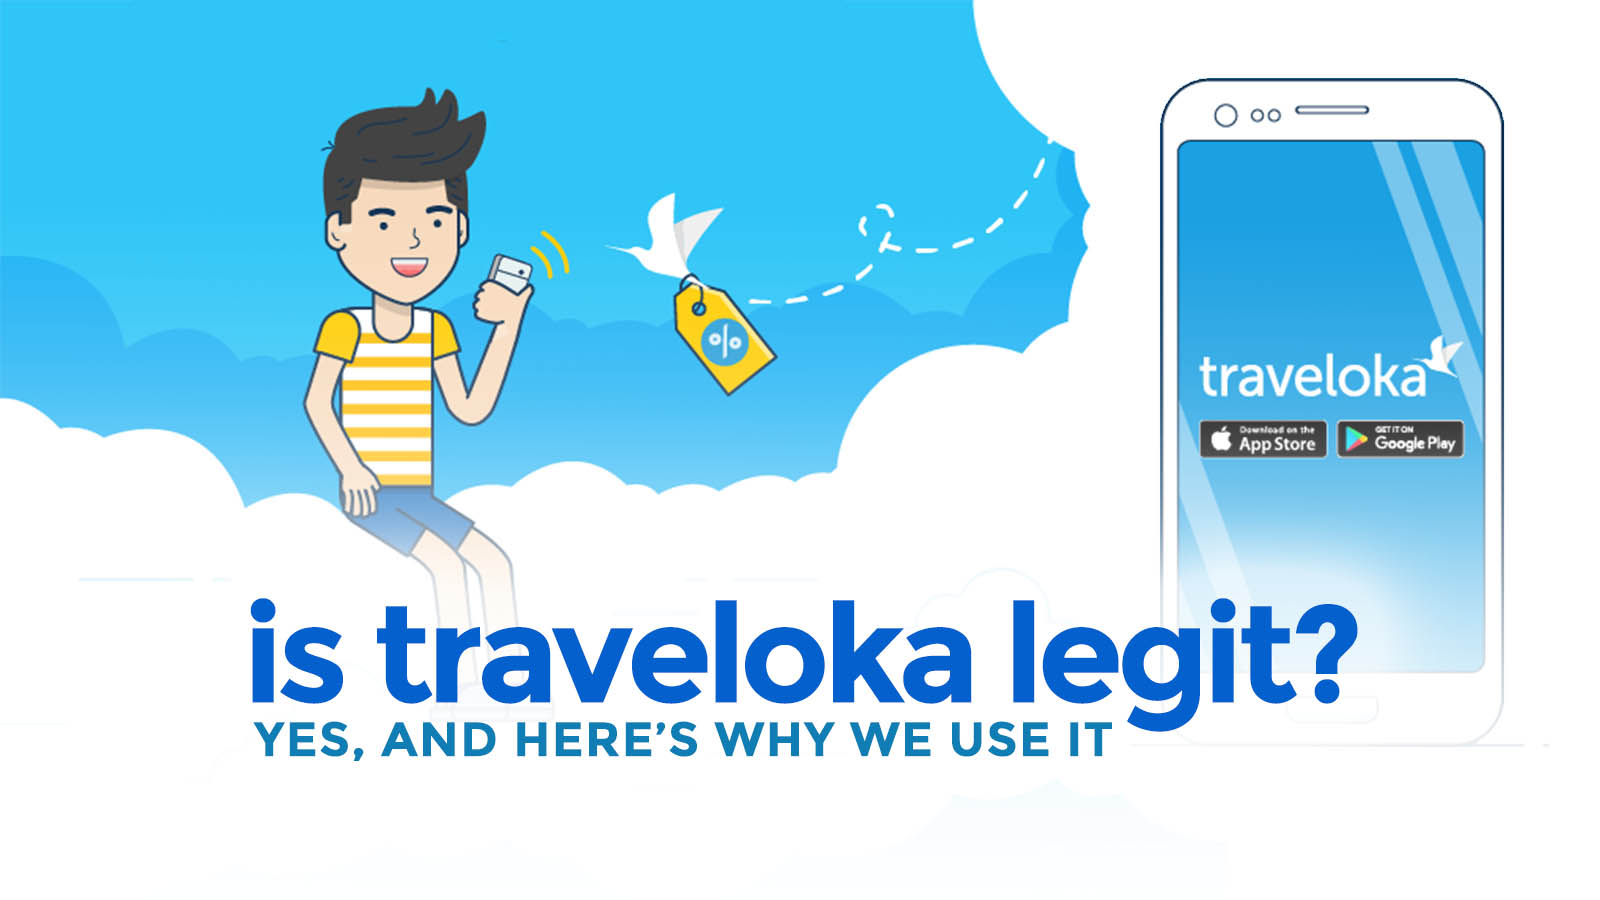 %
traveloka
Download on the
App Store
GET IT ON
Google Play
is traveloka legit?
YES, AND HERE'S WHY WE USE IT